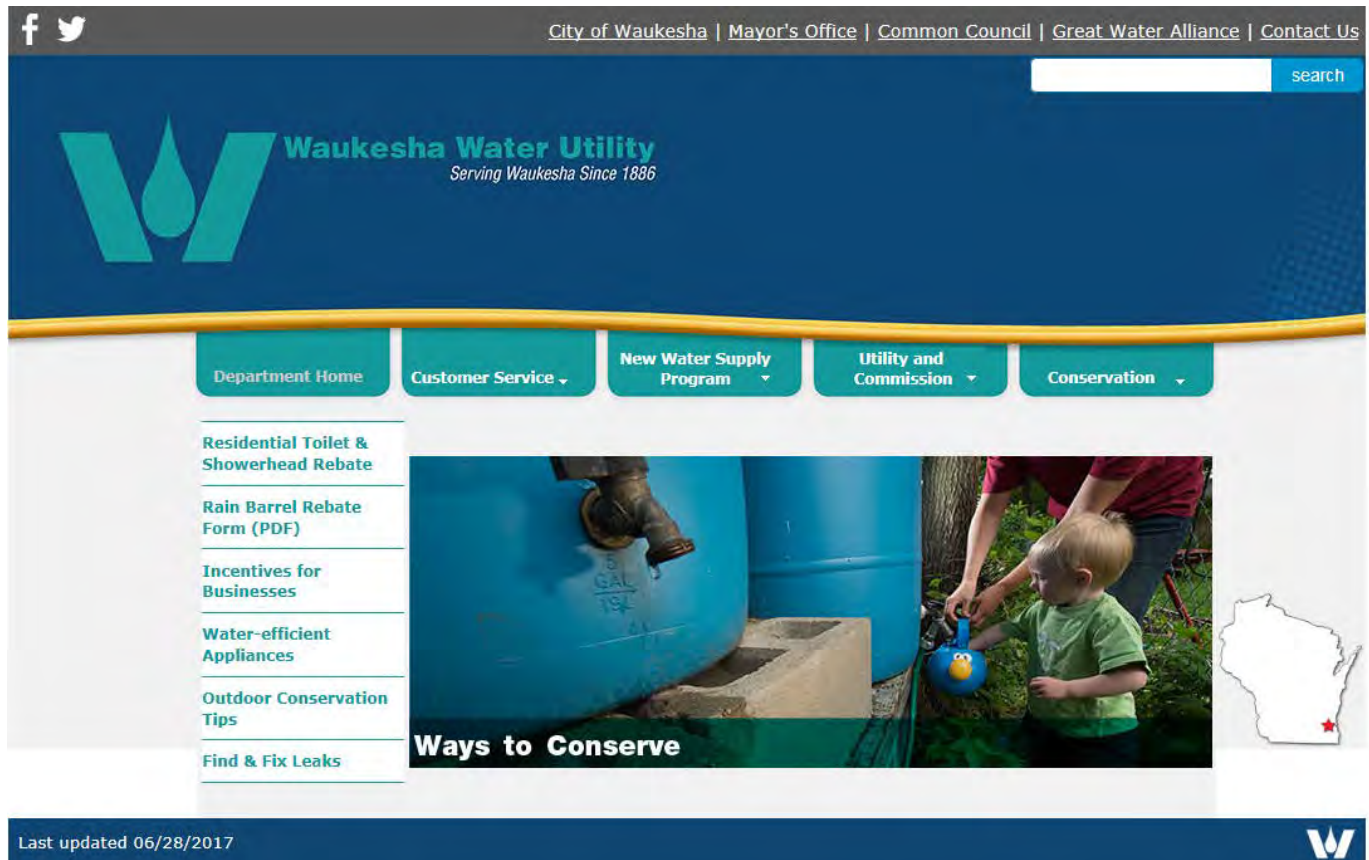 City of Waukesha | Mayor's Office | Common Council | Great Water Alliance | Contact Us
search
Waukesha Water Utility
Serving Waukesha Since 1886
Department Home
Customer Service
New Water Supply
Program
Utility and
Commission
Conservation
Residential Toilet &
Showerhead Rebate
Rain Barrel Rebate
Form (PDF)
Incentives for
Businesses
Water-efficient
Appliances
Outdoor Conservation
Tips
Find & Fix Leaks
5
GAL
Ways to Conserve
Last updated 06/28/2017